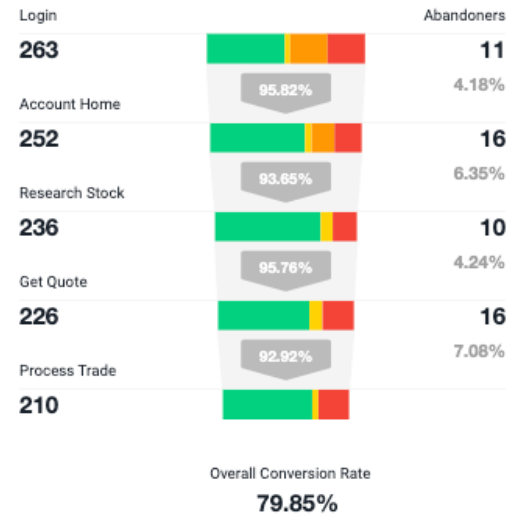 Login Abandoners
263 11
95.82% 4.18%
Account Home
252 16
93.65% 6.35%
Research Stock
236 10
95.76% 4.24%
Get Quote
226 16
92.92% 7.08%
Process Trade
210
Overall Conversion Rate
79.85%